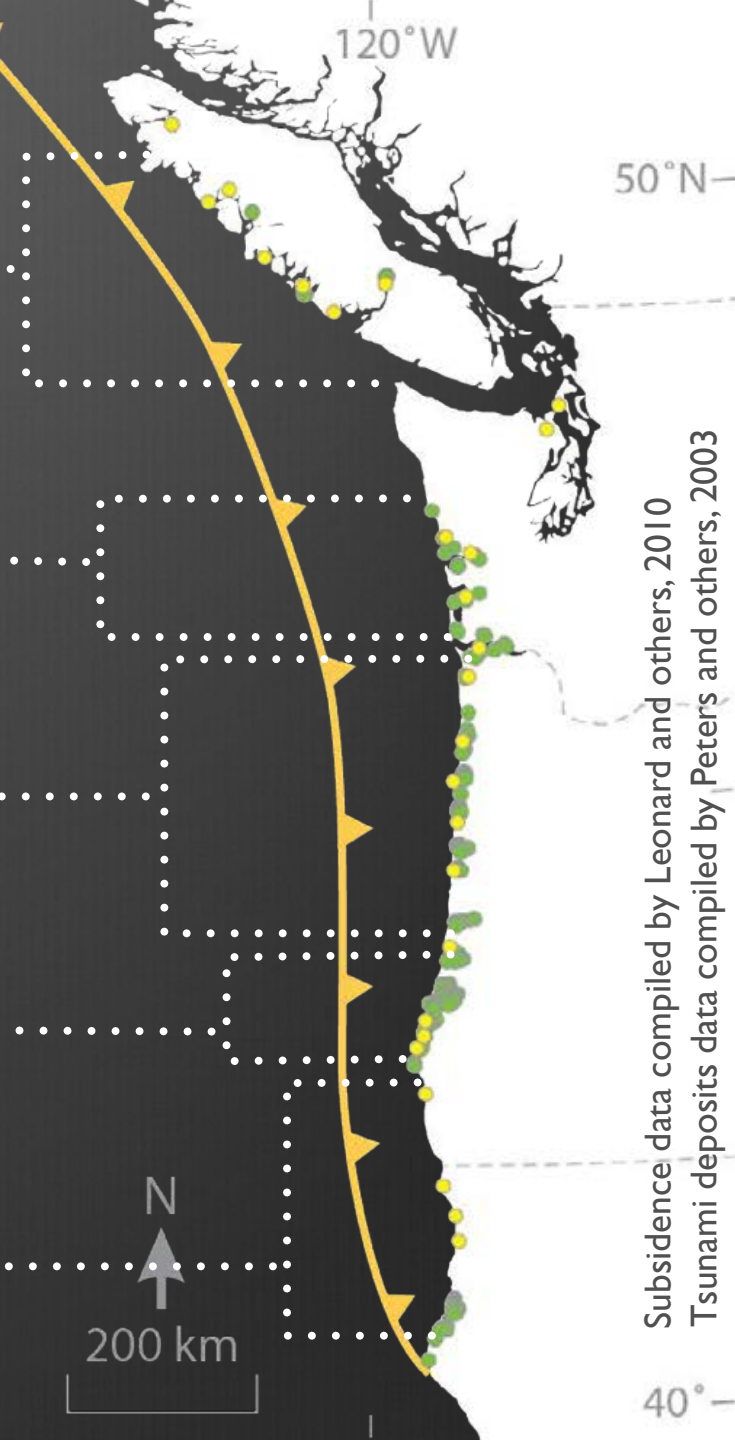 120°W
50°N
Subsidence data compiled by Leonard and others, 2010
Tsunami deposits data compiled by Peters and others, 2003
N
200 km
40°